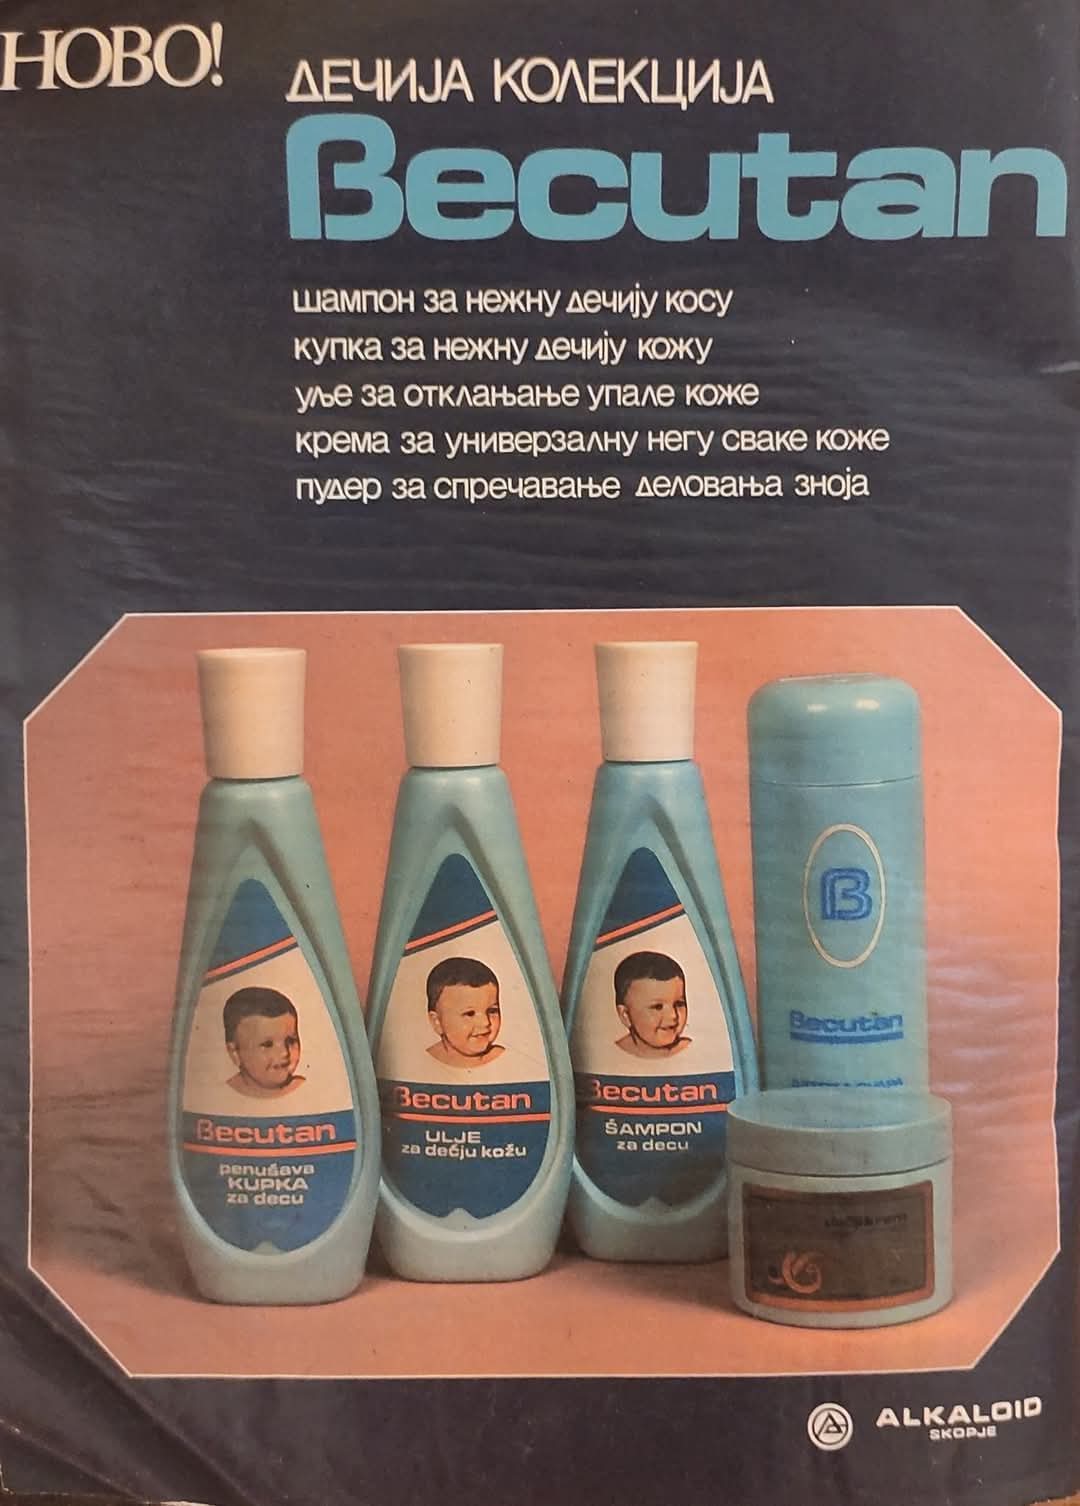 НОВО!
ДЕЧИЈА КОЛЕКЦИЈА
Becutan
шампон за нежну дечију косу
купка за нежну дечију кожу
уље за отклањање упале коже
крема за универзалну негу сваке коже
пудер за спречавање деловања зноја
Becutan
penušava
KUPKA
za decu
Becutan
ULJE
za dečju kožu
Becutan
ŠAMPON
za decu
B
Becutan
ALKALOID
SKOPJE